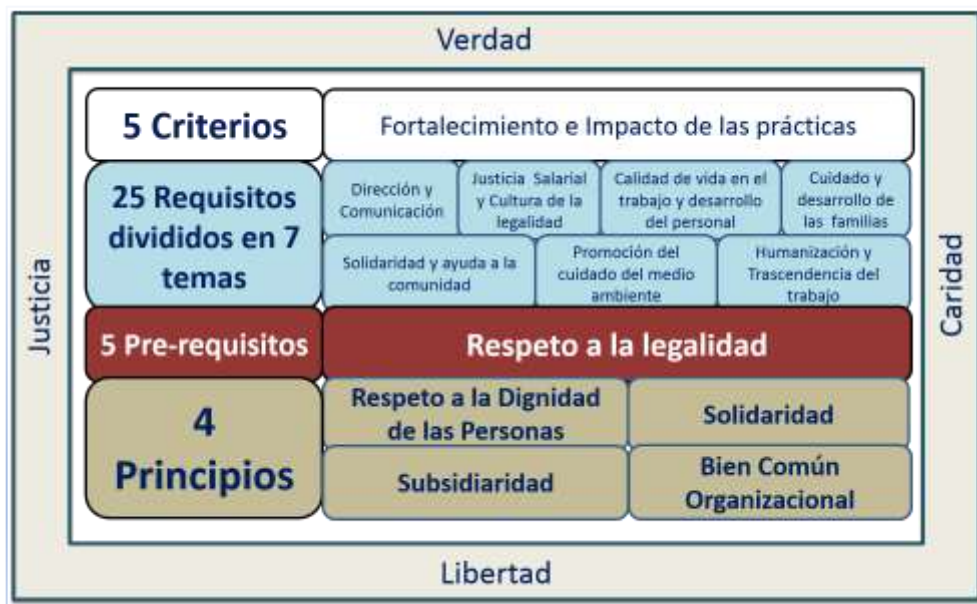 Verdad
Justicia
5 Criterios
Fortalecimiento e Impacto de las prácticas
25 Requisitos
divididos en 7
temas
Dirección y
Comunicación
Justicia Salarial
y Cultura de la
legalidad
Calidad de vida en el
trabajo y desarrollo
del personal
Cuidado y
desarrollo de
las familias
Solidaridad y ayuda a la
comunidad
Promoción del
cuidado del medio
ambiente
Humanización y
Trascendencia del
trabajo
5 Pre-requisitos
Respeto a la legalidad
4
Principios
Respeto a la Dignidad
de las Personas
Solidaridad
Subsidiaridad
Bien Común
Organizacional
Caridad
Libertad